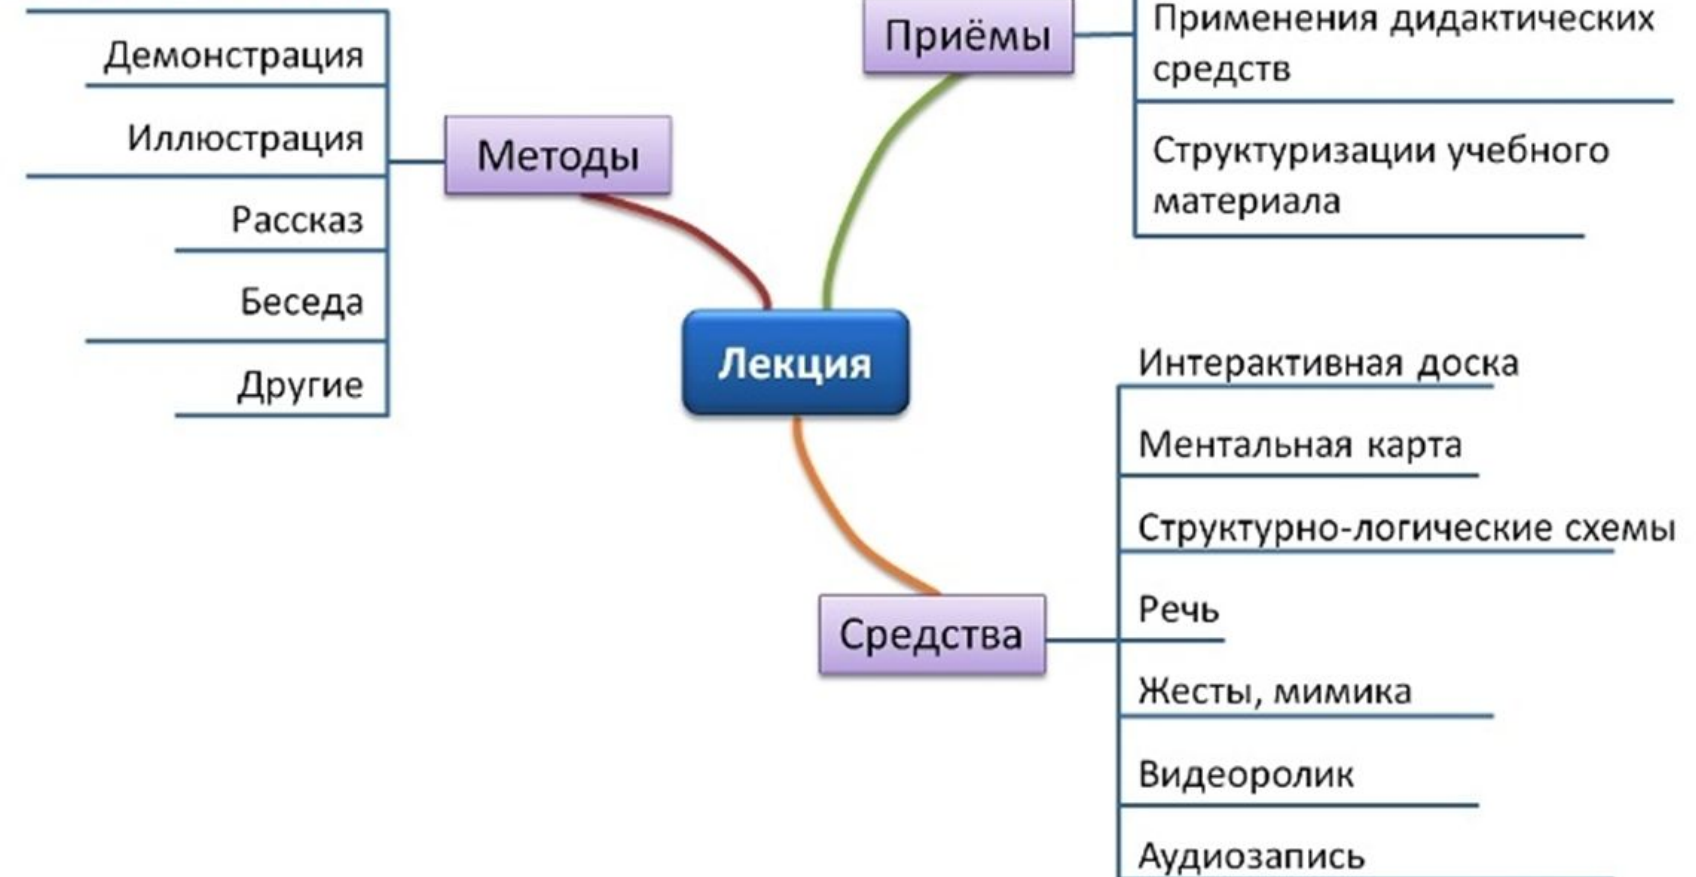 Демонстрация
Иллюстрация
Рассказ
Беседа
Другие
Методы
Приёмы
Применения дидактических
средств
Структуризации учебного
материала
Лекция
Средства
Интерактивная доска
Ментальная карта
Структурно-логические схемы
Речь
Жесты, мимика
Видеоролик
Аудиозапись